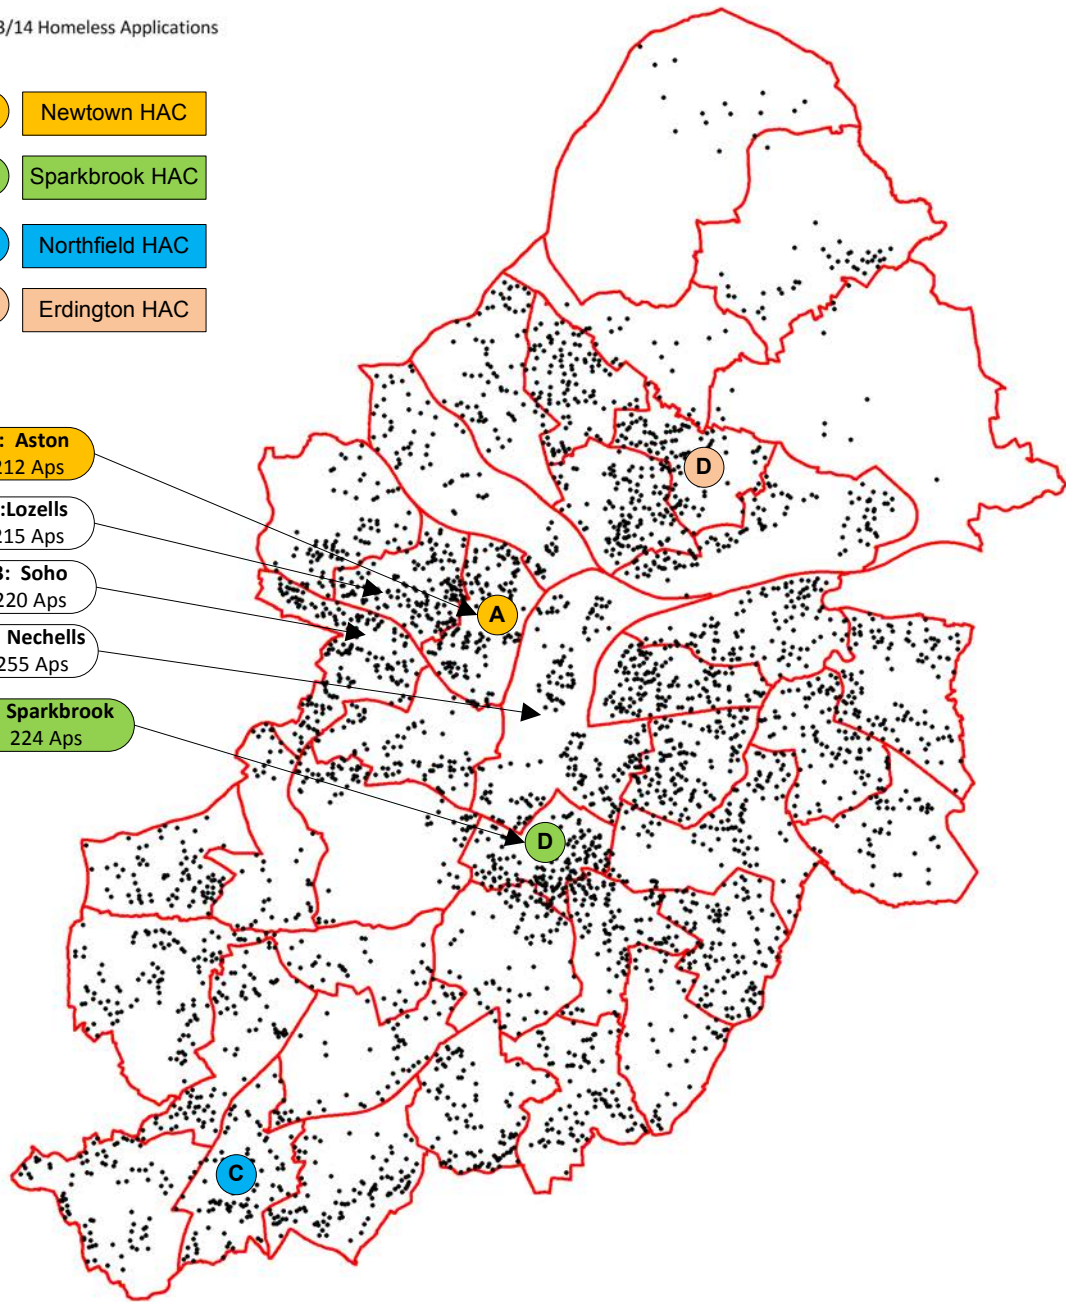 3/14 Homeless Applications
Newtown HAC
Sparkbrook HAC
Northfield HAC
Erdington HAC
: Aston
212 Aps
:Lozells
215 Aps
3: Soho
220 Aps
Nechells
255 Aps
Sparkbrook
224 Aps
D
A
D
C